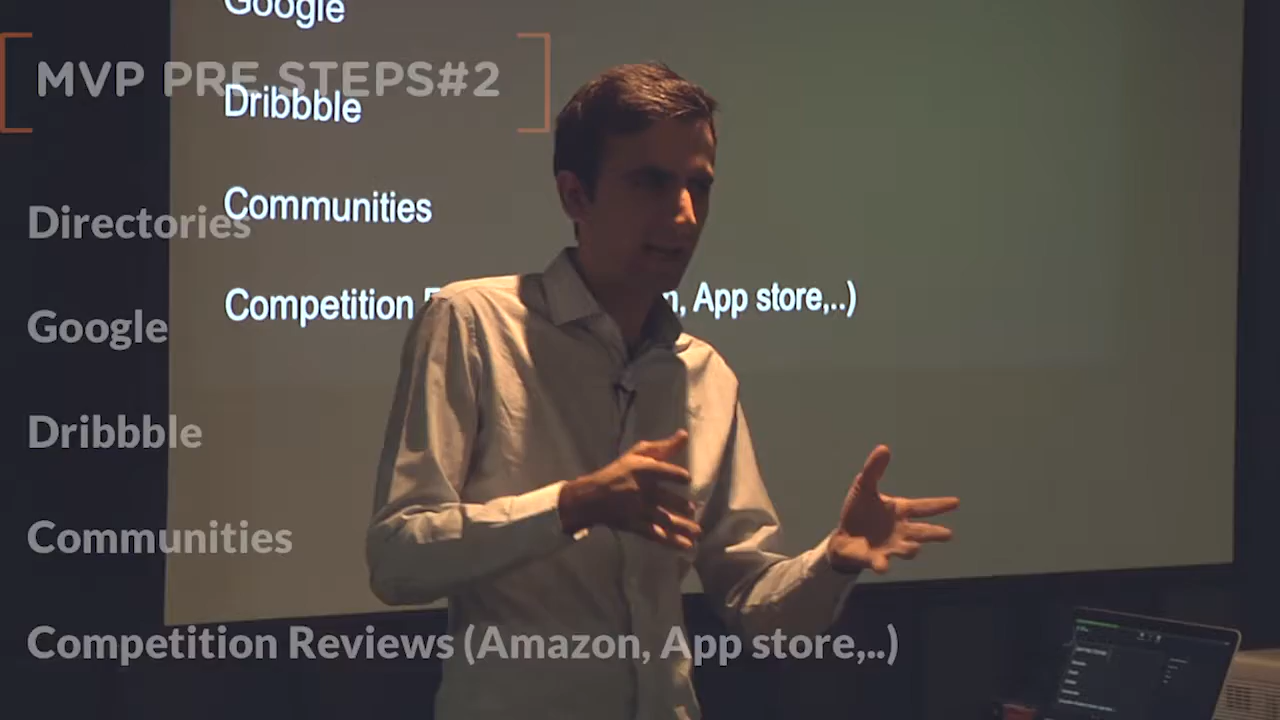 Google
MVP PRE STEPS#2
Dribbble
Communities
Directories
Competition
, App store,..)
Google
Dribbble
Communities
Competition Reviews (Amazon, App store,..)